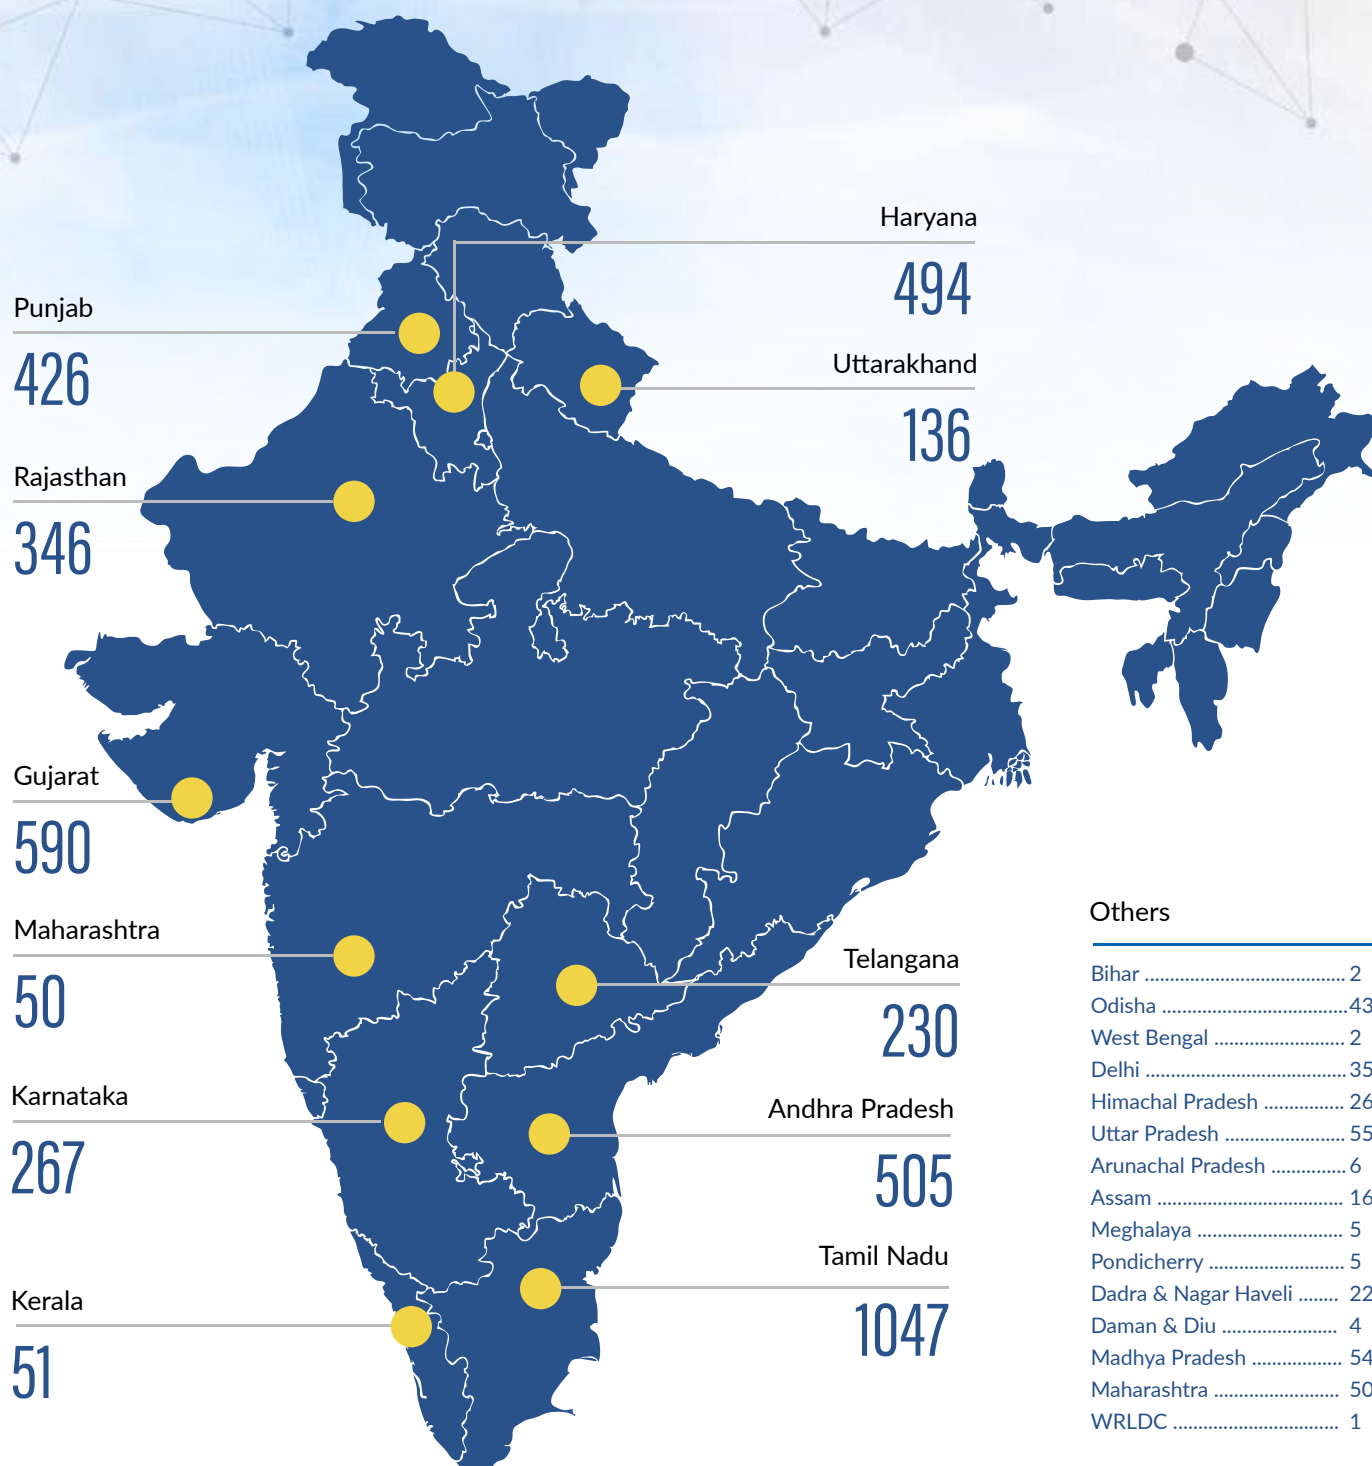 Haryana
494
Punjab
426
Uttarakhand
136
Rajasthan
346
Gujarat
590
Maharashtra
50
Telangana
230
Karnataka
267
Andhra Pradesh
505
Tamil Nadu
1047
Kerala
51
Others
Bihar ................................... 2
Odisha ................................. 43
West Bengal ....................... 2
Delhi ................................... 35
Himachal Pradesh .............. 26
Uttar Pradesh ..................... 55
Arunachal Pradesh ............. 6
Assam ................................. 16
Meghalaya .......................... 5
Pondicherry ........................ 5
Dadra & Nagar Haveli ....... 22
Daman & Diu .................... 4
Madhya Pradesh ................ 54
Maharashtra ...................... 50
WRLDC ............................. 1